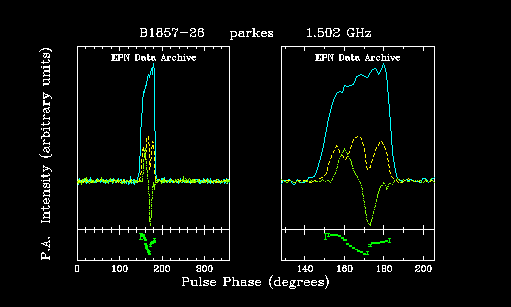 B1857-26 parkes 1.502 GHz
EPN Data Archive EPN Data Archive
P.A. Intensity (arbitrary units)
0 100 200 300 140 160 180 200
Pulse Phase (degrees)